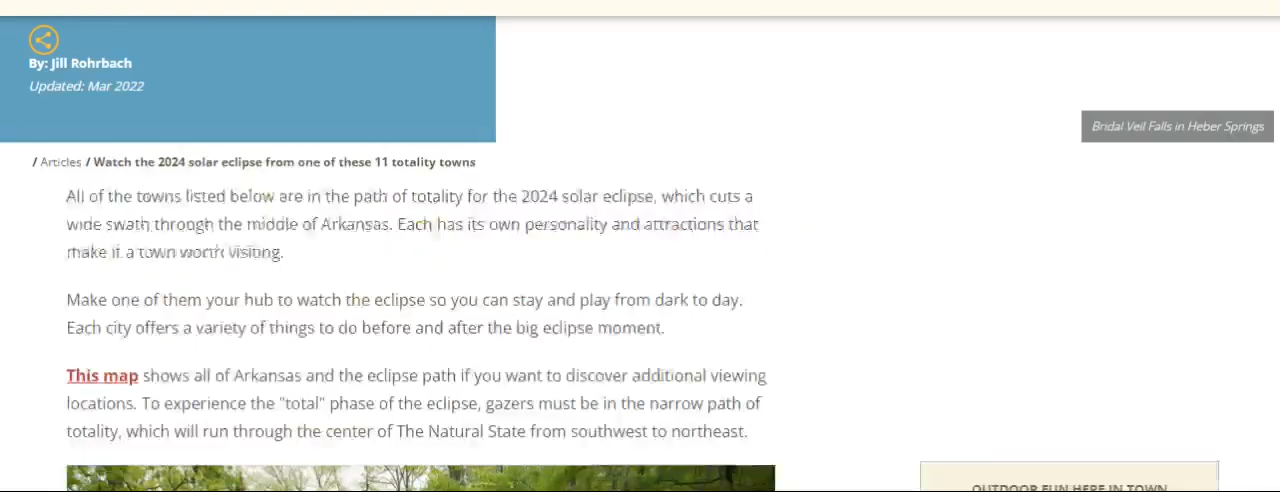 By: Jill Rohrbach
Updated: Mar 2022
Bridal Veil Falls in Heber Springs
/ Articles / Watch the 2024 solar eclipse from one of these 11 totality towns
All of the towns listed below are in the path of totality for the 2024 solar eclipse, which cuts a
wide swath through the middle of Arkansas. Each has its own personality and attractions that
make it a town worth visiting.
Make one of them your hub to watch the eclipse so you can stay and play from dark to day.
Each city offers a variety of things to do before and after the big eclipse moment.
This map shows all of Arkansas and the eclipse path if you want to discover additional viewing
locations. To experience the "total" phase of the eclipse, gazers must be in the narrow path of
totality, which will run through the center of The Natural State from southwest to northeast.
OUTDOOR FUN HERE IN TOWN